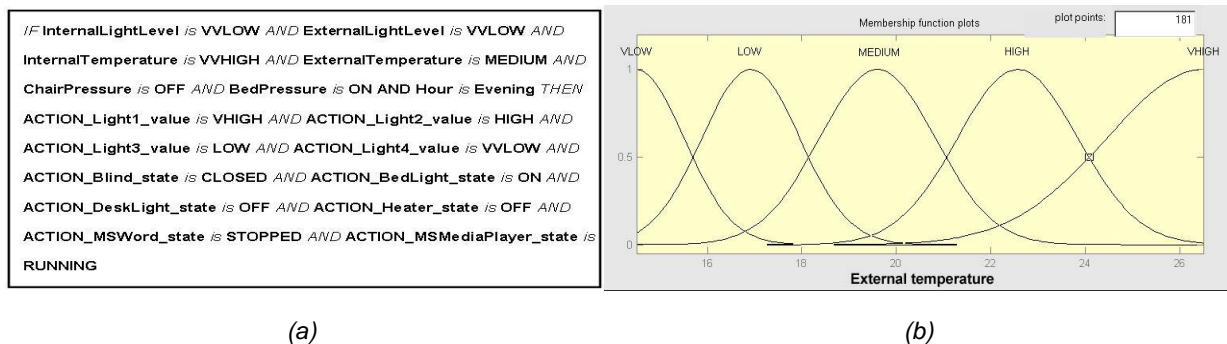 IF InternalLightLevel is VVLOW AND ExternalLightLevel is VVLOW AND
InternalTemperature is VVHIGH AND ExternalTemperature is MEDIUM AND
ChairPressure is OFF AND BedPressure is ON AND Hour is Evening THEN
ACTION_Light1_value is VHIGH AND ACTION_Light2_value is HIGH AND
ACTION_Light3_value is LOW AND ACTION_Light4_value is VVLOW AND
ACTION_Blind_state is CLOSED AND ACTION_BedLight_state is ON AND
ACTION_DeskLight_state is OFF AND ACTION_Heater_state is OFF AND
ACTION_MSWord_state is STOPPED AND ACTION_MSMediaPlayer_state is
RUNNING
(a)
Membership function plots
plot points: 181
VLOW LOW MEDIUM HIGH VHIGH
1
0.5
0
16 18 20 22 24 26
External temperature
(b)